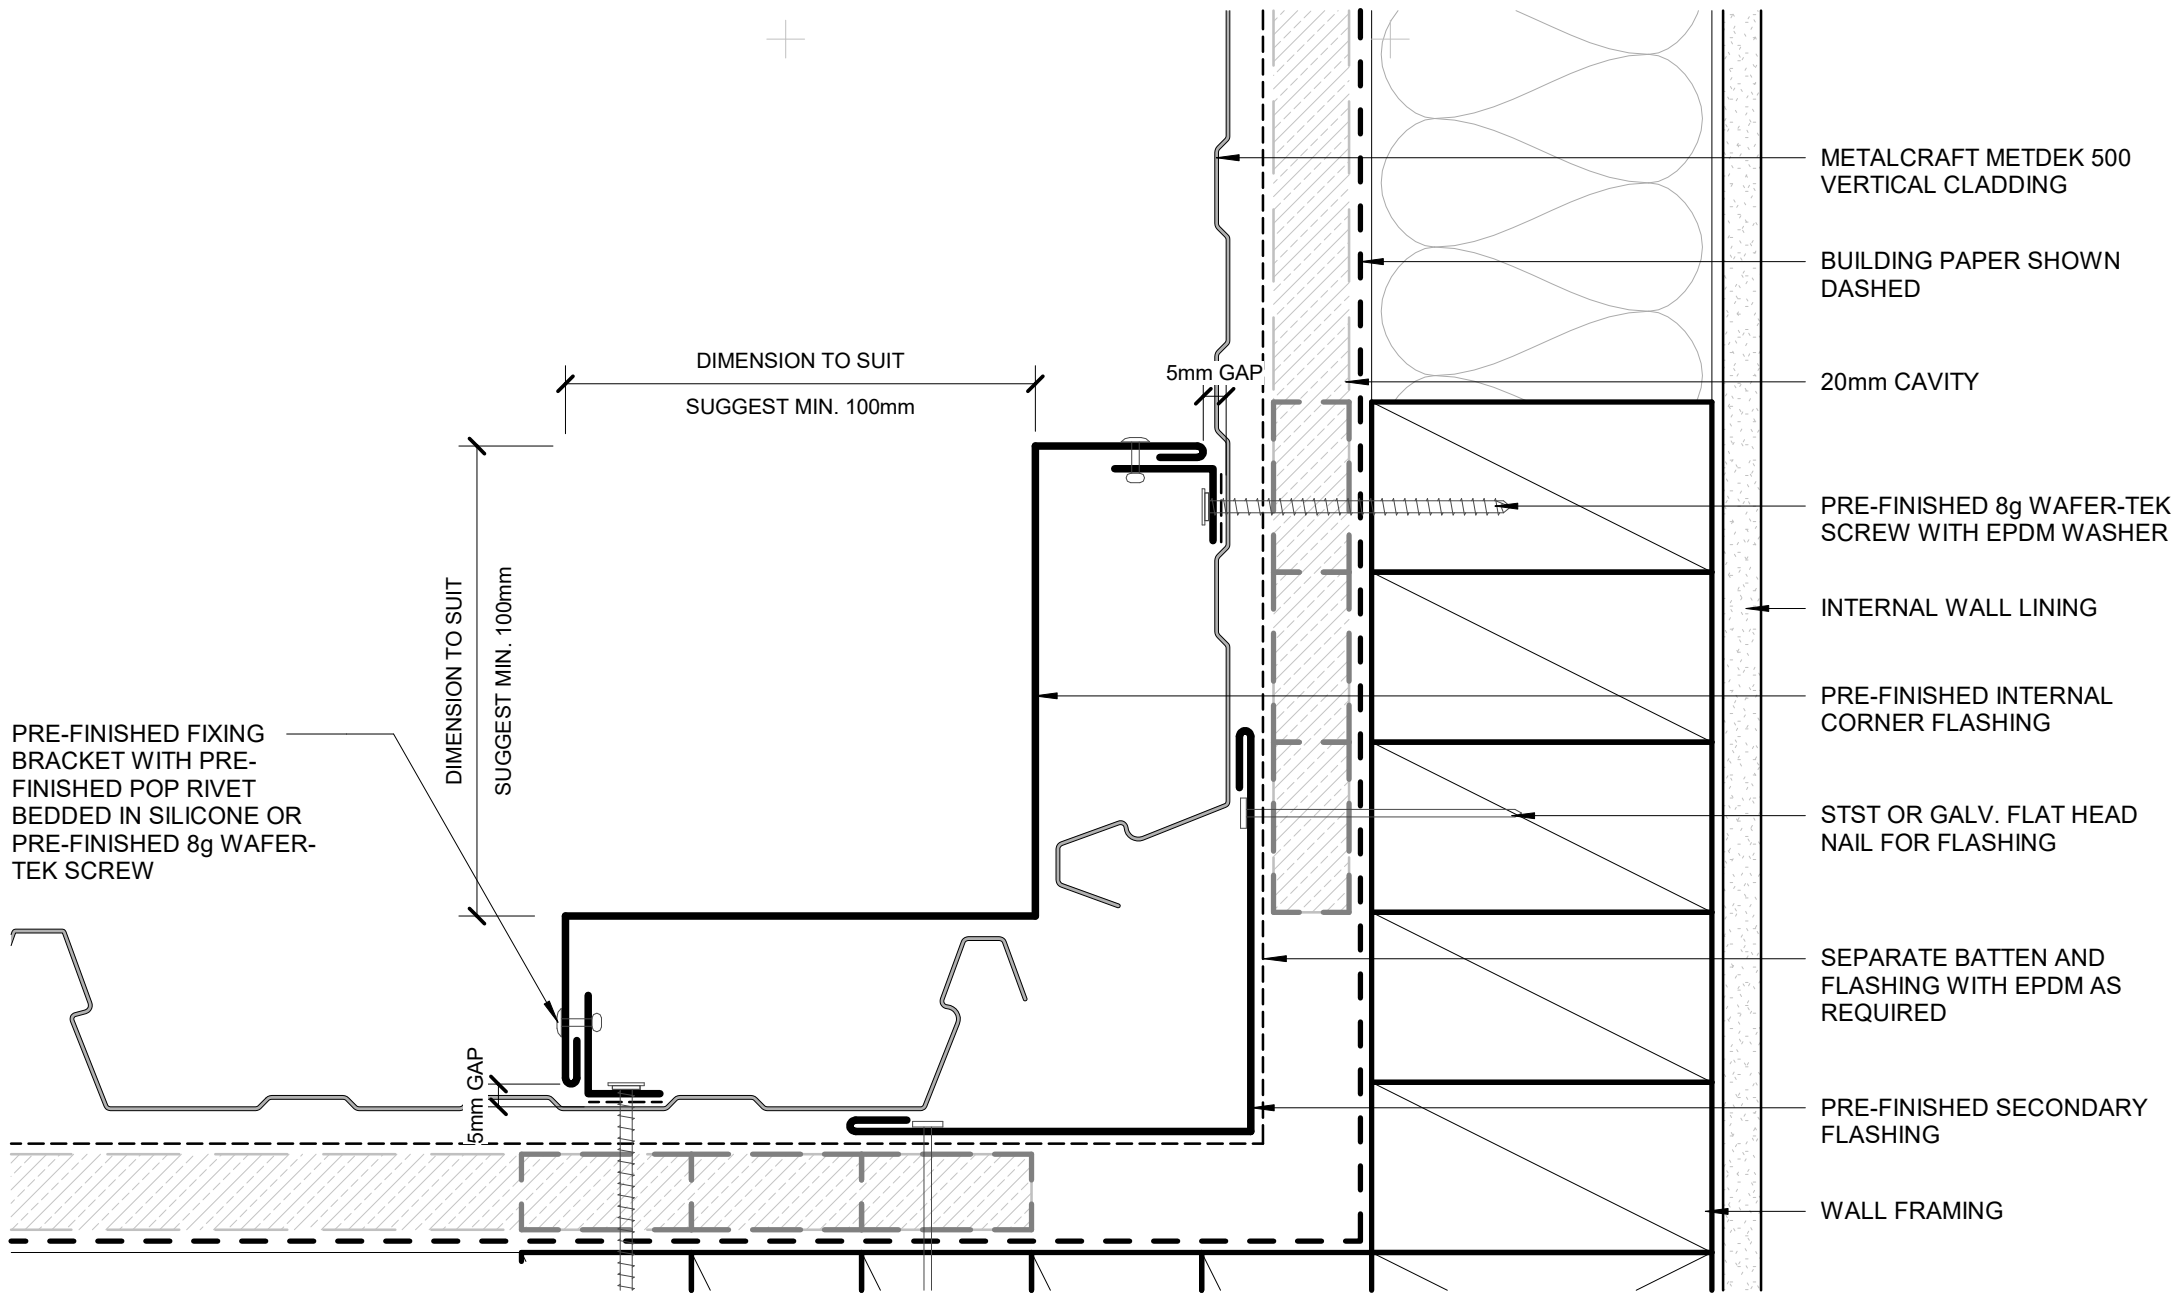 METALCRAFT METDEK 500
VERTICAL CLADDING
BUILDING PAPER SHOWN
DASHED
DIMENSION TO SUIT
SUGGEST MIN. 100mm
5mm GAP
20mm CAVITY
PRE-FINISHED 8g WAFER-TEK
SCREW WITH EPDM WASHER
DIMENSION TO SUIT
SUGGEST MIN. 100mm
INTERNAL WALL LINING
PRE-FINISHED INTERNAL
CORNER FLASHING
PRE-FINISHED FIXING
BRACKET WITH PRE-
FINISHED POP RIVET
BEDDED IN SILICONE OR
PRE-FINISHED 8g WAFER-
TEK SCREW
STST OR GALV. FLAT HEAD
NAIL FOR FLASHING
SEPARATE BATTEN AND
FLASHING WITH EPDM AS
REQUIRED
5mm GAP
PRE-FINISHED SECONDARY
FLASHING
WALL FRAMING